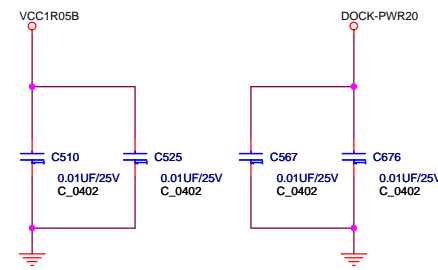 VCC1R05B
DOCK-PWR20
C510
C525
C567
C676
0.01UF/25V
0.01UF/25V
0.01UF/25V
0.01UF/25V
C_0402
C_0402
C_0402
C_0402